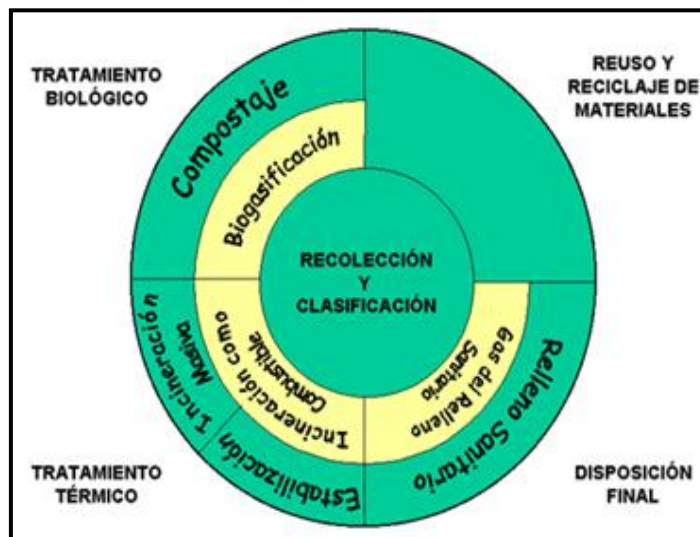 TRATAMIENTO
BIOLÓGICO
REUSO Y
RECICLAJE DE
MATERIALES
Compostaje
Biogasificación
RECOLECCIÓN
Y
CLASIFICACIÓN
Incineración
Masiva
Incineración como
Combustible
Gas del Relleno
Sanitario
Relleno Sanitario
Estabilización
TRATAMIENTO
TÉRMICO
DISPOSICIÓN
FINAL